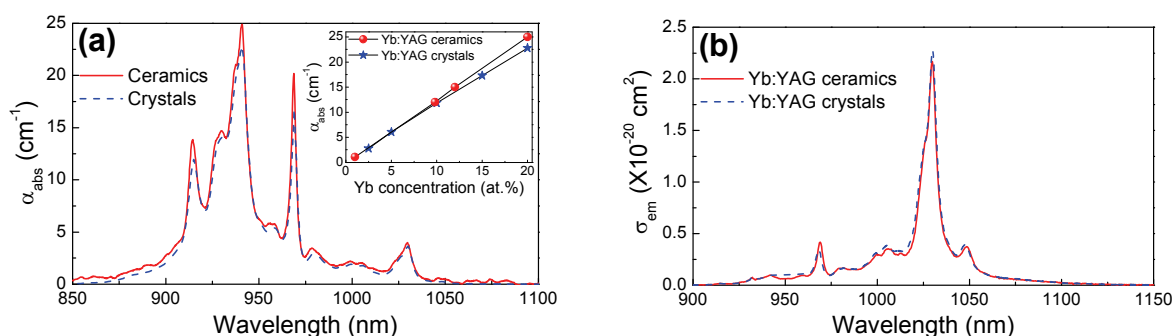 (a)
Ceramics
Crystals
25
20
15
10
5
0
α_abs (cm⁻¹)
850
900
950
1000
1050
1100
Wavelength (nm)
Yb:YAG ceramics
Yb:YAG crystals
25
20
15
10
5
0
α_abs (cm⁻¹)
0
5
10
15
20
Yb concentration (at.%)
(b)
Yb:YAG ceramics
Yb:YAG crystals
2.5
2.0
1.5
1.0
0.5
0.0
σ_em (X10⁻²⁰ cm²)
900
950
1000
1050
1100
1150
Wavelength (nm)